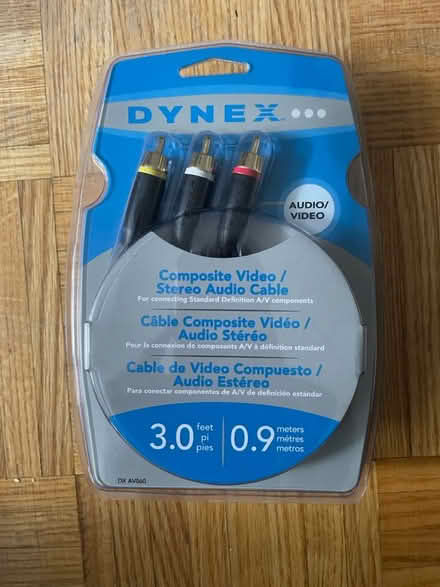 DYNEX
AUDIO/
VIDEO
Composite Video /
Stereo Audio Cable
For connecting Standard Definition A/V components
Câble Composite Vidéo /
Audio Stéréo
Pour la connexion de composants A/V à définition standard
Cable de Video Compuesto /
Audio Estéreo
Para conectar componentes de A/V de definición estándar
3.0 feet pi pies 0.9 meters mètres metros
DX AV060